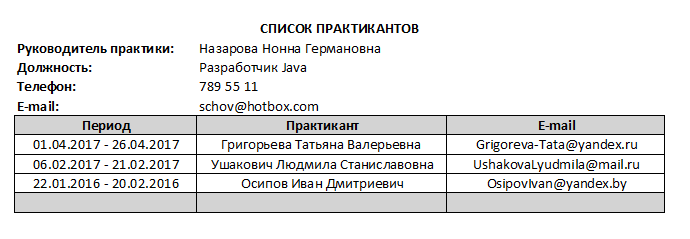 СПИСОК ПРАКТИКАНТОВ
Руководитель практики: Назарова Нонна Германовна
Должность: Разработчик Java
Телефон: 789 55 11
E-mail: schov@hotbox.com
Период Практикант E-mail
01.04.2017 - 26.04.2017 Григорьева Татьяна Валерьевна Grigoreva-Tata@yandex.ru
06.02.2017 - 21.02.2017 Ушакович Людмила Станиславовна UshakovaLyudmila@mail.ru
22.01.2016 - 20.02.2016 Осипов Иван Дмитриевич OsipovIvan@yandex.by